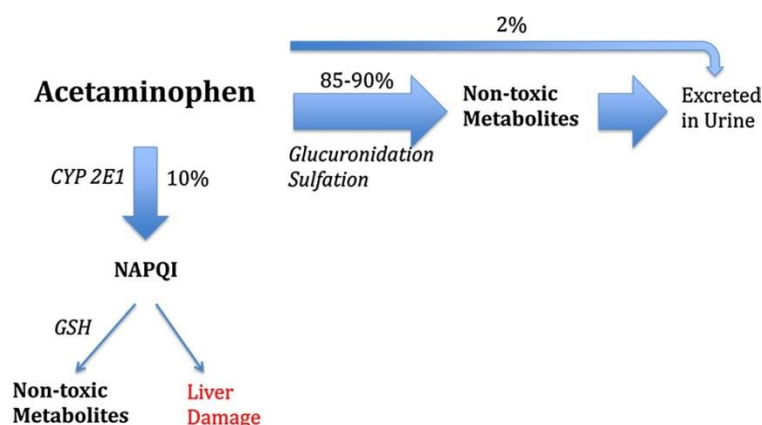 2%
Acetaminophen
85-90%
Non-toxic
Metabolites
Excreted
in Urine
Glucuronidation
Sulfation
CYP 2E1
10%
NAPQI
GSH
Non-toxic
Metabolites
Liver
Damage